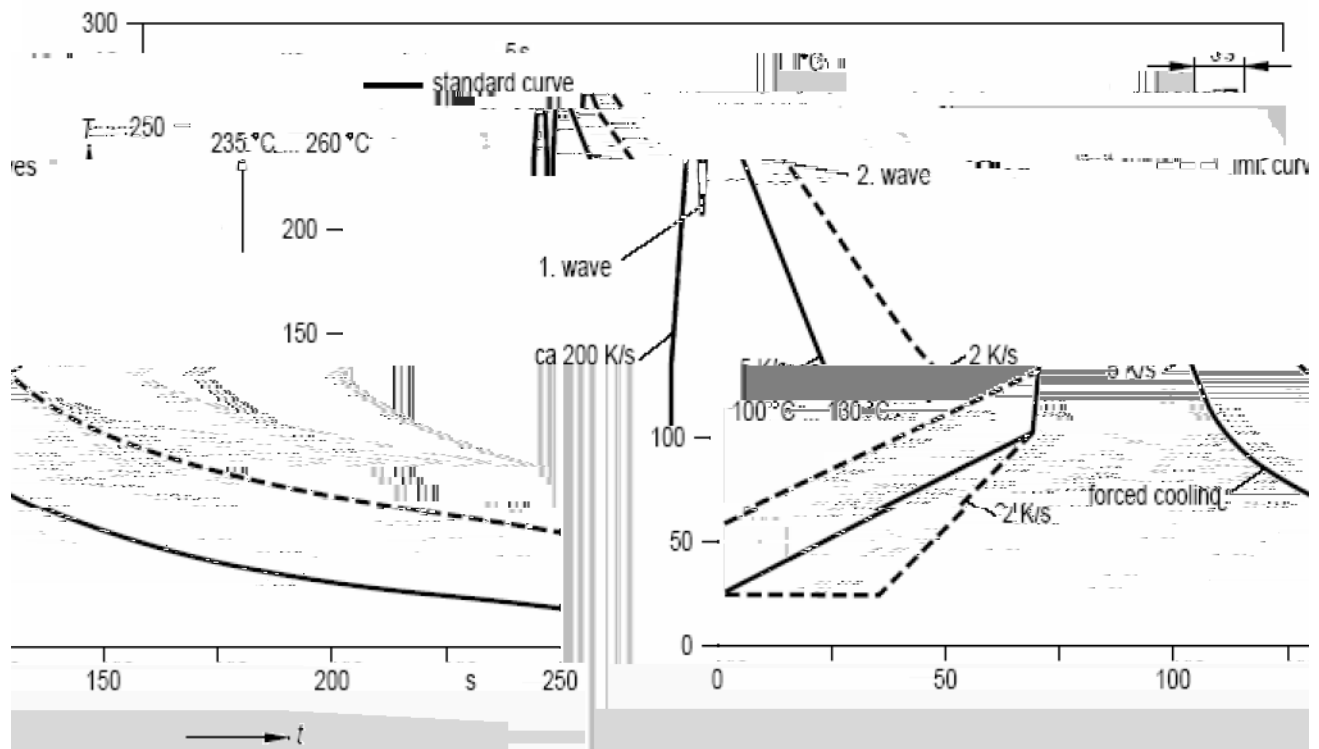 300
5s
standard curve
T
250
235 °C ... 260 °C
2. wave
200
1. wave
150
ca 200 K/s
2 K/s
100 °C ... 130 °C
100
forced cooling
2 K/s
50
0
150
200
s
250
0
50
100
t